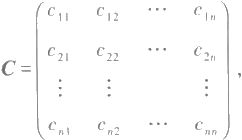 C = ( c₁₁ c₁₂ ⋯ c₁ₙ
c₂₁ c₂₂ ⋯ c₂ₙ
⋮ ⋮ ⋮
cₙ₁ cₙ₂ ⋯ cₙₙ ) ,